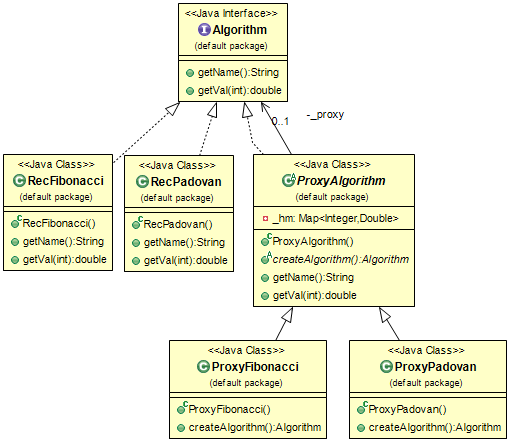 <<Java Interface>>
Algorithm
(default package)
getName():String
getVal(int):double
0..1
-_proxy
<<Java Class>>
RecFibonacci
(default package)
RecFibonacci()
getName():String
getVal(int):double
<<Java Class>>
RecPadovan
(default package)
RecPadovan()
getName():String
getVal(int):double
<<Java Class>>
ProxyAlgorithm
(default package)
_hm: Map<Integer,Double>
ProxyAlgorithm()
createAlgorithm():Algorithm
getName():String
getVal(int):double
<<Java Class>>
ProxyFibonacci
(default package)
ProxyFibonacci()
createAlgorithm():Algorithm
<<Java Class>>
ProxyPadovan
(default package)
ProxyPadovan()
createAlgorithm():Algorithm